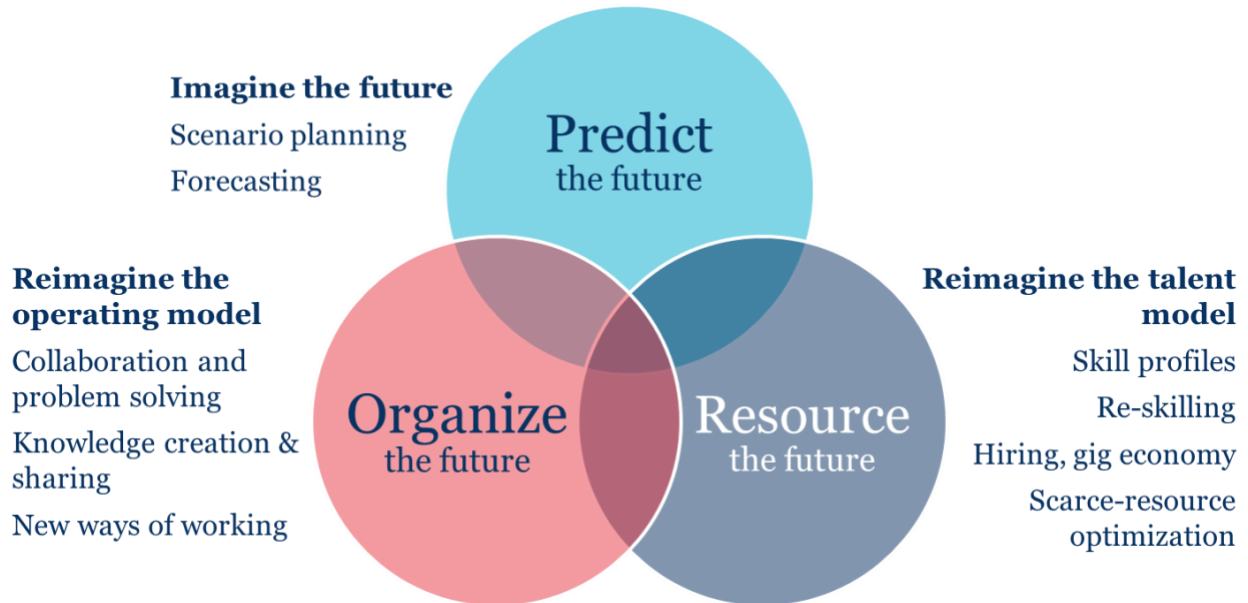 Imagine the future
Scenario planning
Forecasting
Predict
the future
Reimagine the
operating model
Collaboration and
problem solving
Knowledge creation &
sharing
New ways of working
Organize
the future
Resource
the future
Reimagine the talent
model
Skill profiles
Re-skilling
Hiring, gig economy
Scarce-resource
optimization